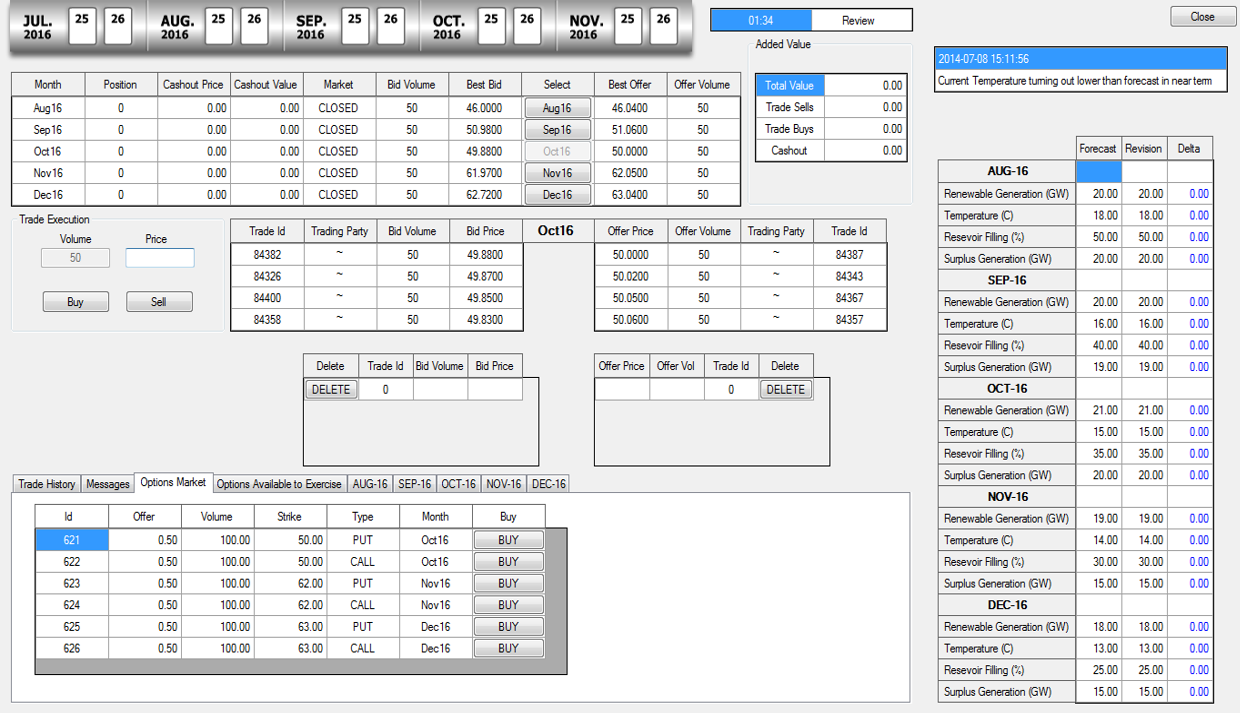 JUL. 2016 25 26 AUG. 2016 25 26 SEP. 2016 25 26 OCT. 2016 25 26 NOV. 2016 25 26
01:34 Review
Close
Added Value
2014-07-08 15:11:56
Current Temperature turning out lower than forecast in near term
Month Position Cashout Price Cashout Value Market Bid Volume Best Bid Select Best Offer Offer Volume
Aug16 0 0.00 0.00 CLOSED 50 46.0000 Aug16 46.0400 50
Sep16 0 0.00 0.00 CLOSED 50 50.9800 Sep16 51.0600 50
Oct16 0 0.00 0.00 CLOSED 50 49.8800 Oct16 50.0000 50
Nov16 0 0.00 0.00 CLOSED 50 61.9700 Nov16 62.0500 50
Dec16 0 0.00 0.00 CLOSED 50 62.7200 Dec16 63.0400 50
Total Value 0.00
Trade Sells 0.00
Trade Buys 0.00
Cashout 0.00
Trade Execution
Volume Price
50
Buy Sell
Trade Id Trading Party Bid Volume Bid Price Oct16 Offer Price Offer Volume Trading Party Trade Id
84382 ~ 50 49.8800 50.0000 50 ~ 84387
84326 ~ 50 49.8700 50.0200 50 ~ 84343
84400 ~ 50 49.8500 50.0500 50 ~ 84367
84358 ~ 50 49.8300 50.0600 50 ~ 84357
Delete Trade Id Bid Volume Bid Price
DELETE 0
Offer Price Offer Vol Trade Id Delete
0 DELETE
Trade History Messages Options Market Options Available to Exercise AUG-16 SEP-16 OCT-16 NOV-16 DEC-16
Id Offer Volume Strike Type Month Buy
621 0.50 100.00 50.00 PUT Oct16 BUY
622 0.50 100.00 50.00 CALL Oct16 BUY
623 0.50 100.00 62.00 PUT Nov16 BUY
624 0.50 100.00 62.00 CALL Nov16 BUY
625 0.50 100.00 63.00 PUT Dec16 BUY
626 0.50 100.00 63.00 CALL Dec16 BUY
Forecast Revision Delta
AUG-16
Renewable Generation (GW) 20.00 20.00 0.00
Temperature (C) 18.00 18.00 0.00
Resevoir Filling (%) 50.00 50.00 0.00
Surplus Generation (GW) 20.00 20.00 0.00
SEP-16
Renewable Generation (GW) 20.00 20.00 0.00
Temperature (C) 16.00 16.00 0.00
Resevoir Filling (%) 40.00 40.00 0.00
Surplus Generation (GW) 19.00 19.00 0.00
OCT-16
Renewable Generation (GW) 21.00 21.00 0.00
Temperature (C) 15.00 15.00 0.00
Resevoir Filling (%) 35.00 35.00 0.00
Surplus Generation (GW) 20.00 20.00 0.00
NOV-16
Renewable Generation (GW) 19.00 19.00 0.00
Temperature (C) 14.00 14.00 0.00
Resevoir Filling (%) 30.00 30.00 0.00
Surplus Generation (GW) 15.00 15.00 0.00
DEC-16
Renewable Generation (GW) 18.00 18.00 0.00
Temperature (C) 13.00 13.00 0.00
Resevoir Filling (%) 25.00 25.00 0.00
Surplus Generation (GW) 15.00 15.00 0.00